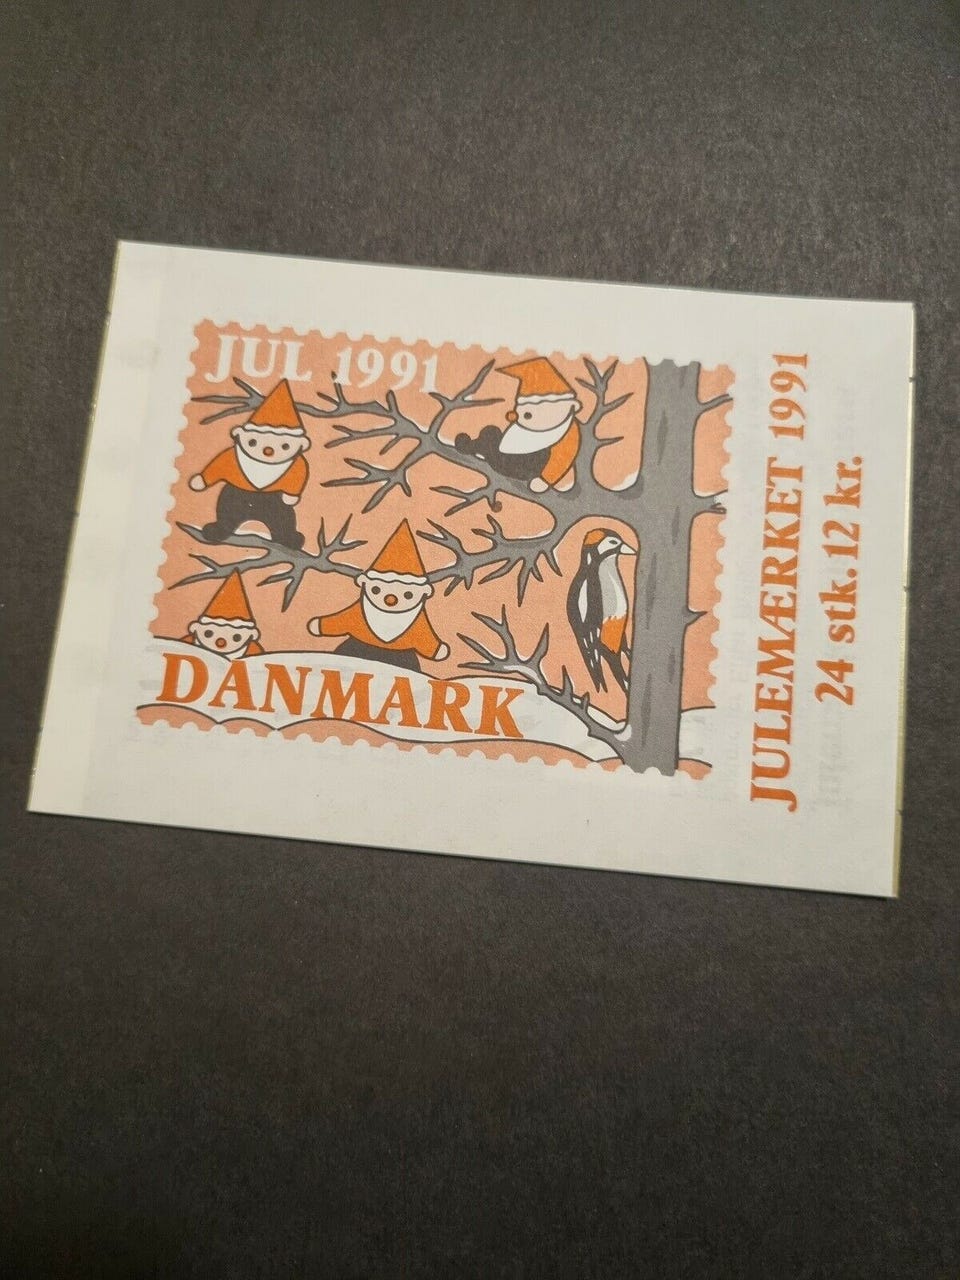 JUL 1991
DANMARK
JULEMÆRKET 1991
24 stk. 12 kr.